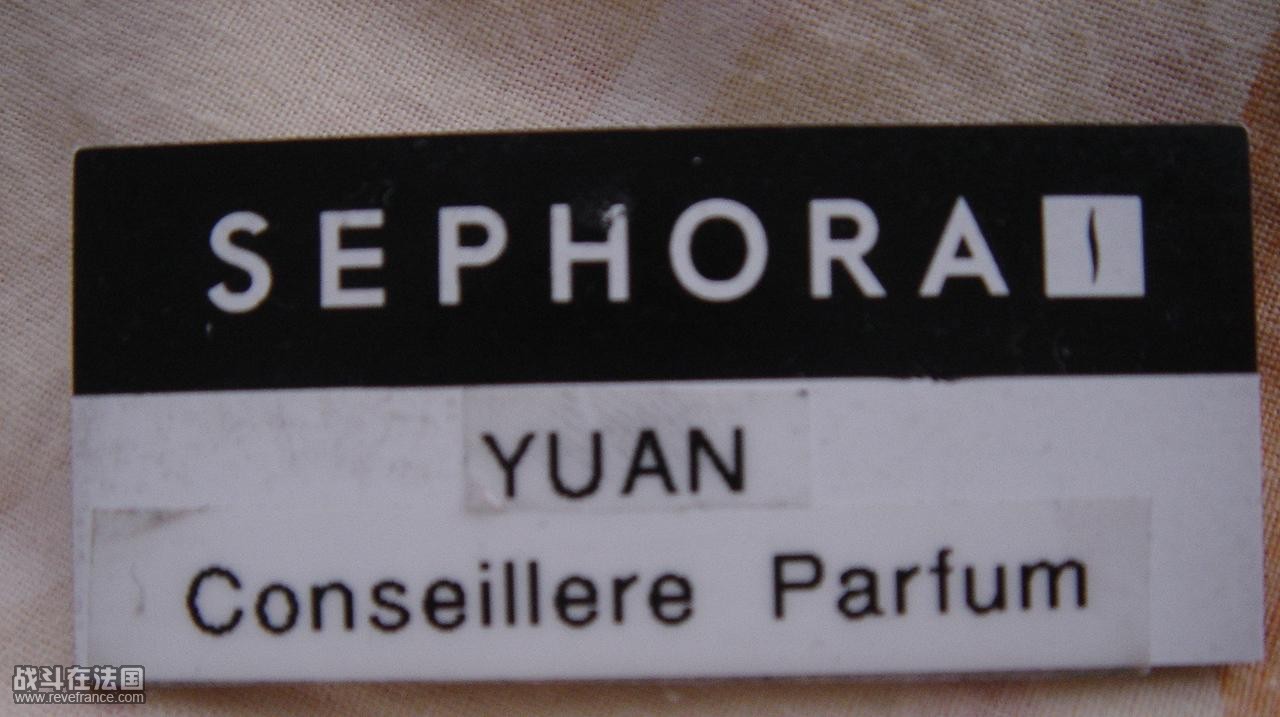 SEPHORA
YUAN
Conseillere Parfum
战斗在法国
www.revefrance.com